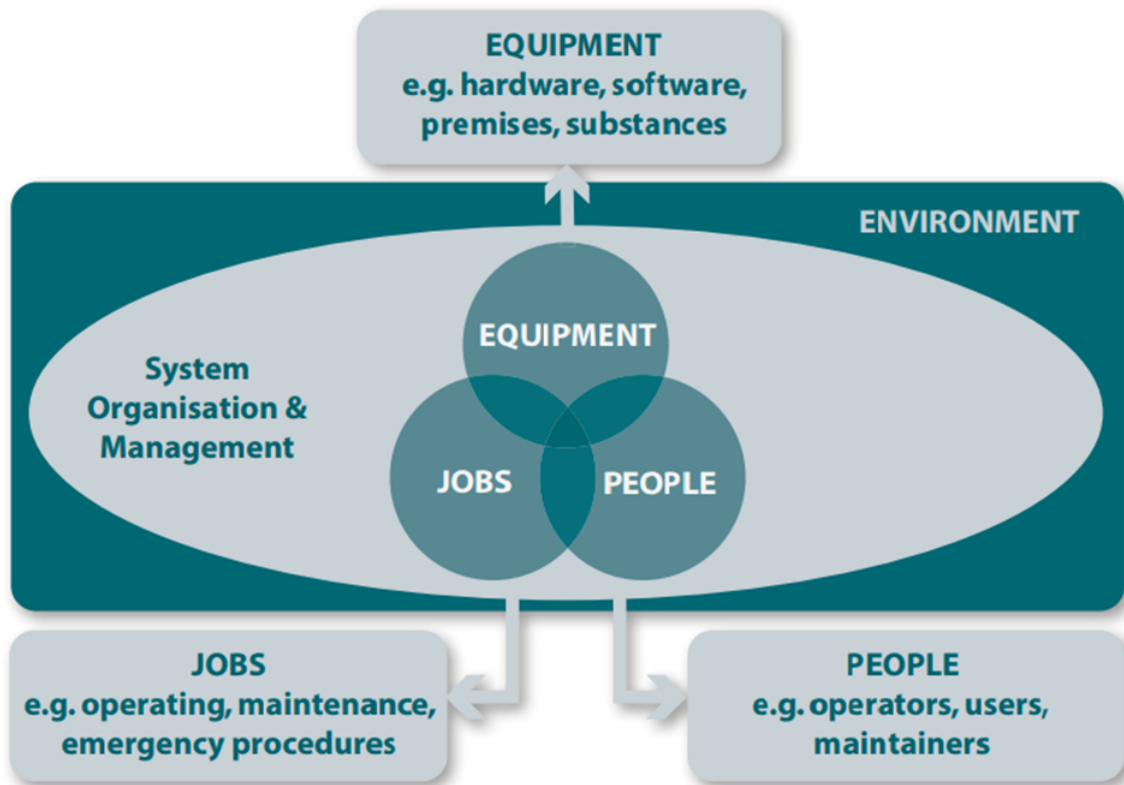 EQUIPMENT
e.g. hardware, software,
premises, substances
ENVIRONMENT
EQUIPMENT
System
Organisation &
Management
JOBS
PEOPLE
JOBS
e.g. operating, maintenance,
emergency procedures
PEOPLE
e.g. operators, users,
maintainers